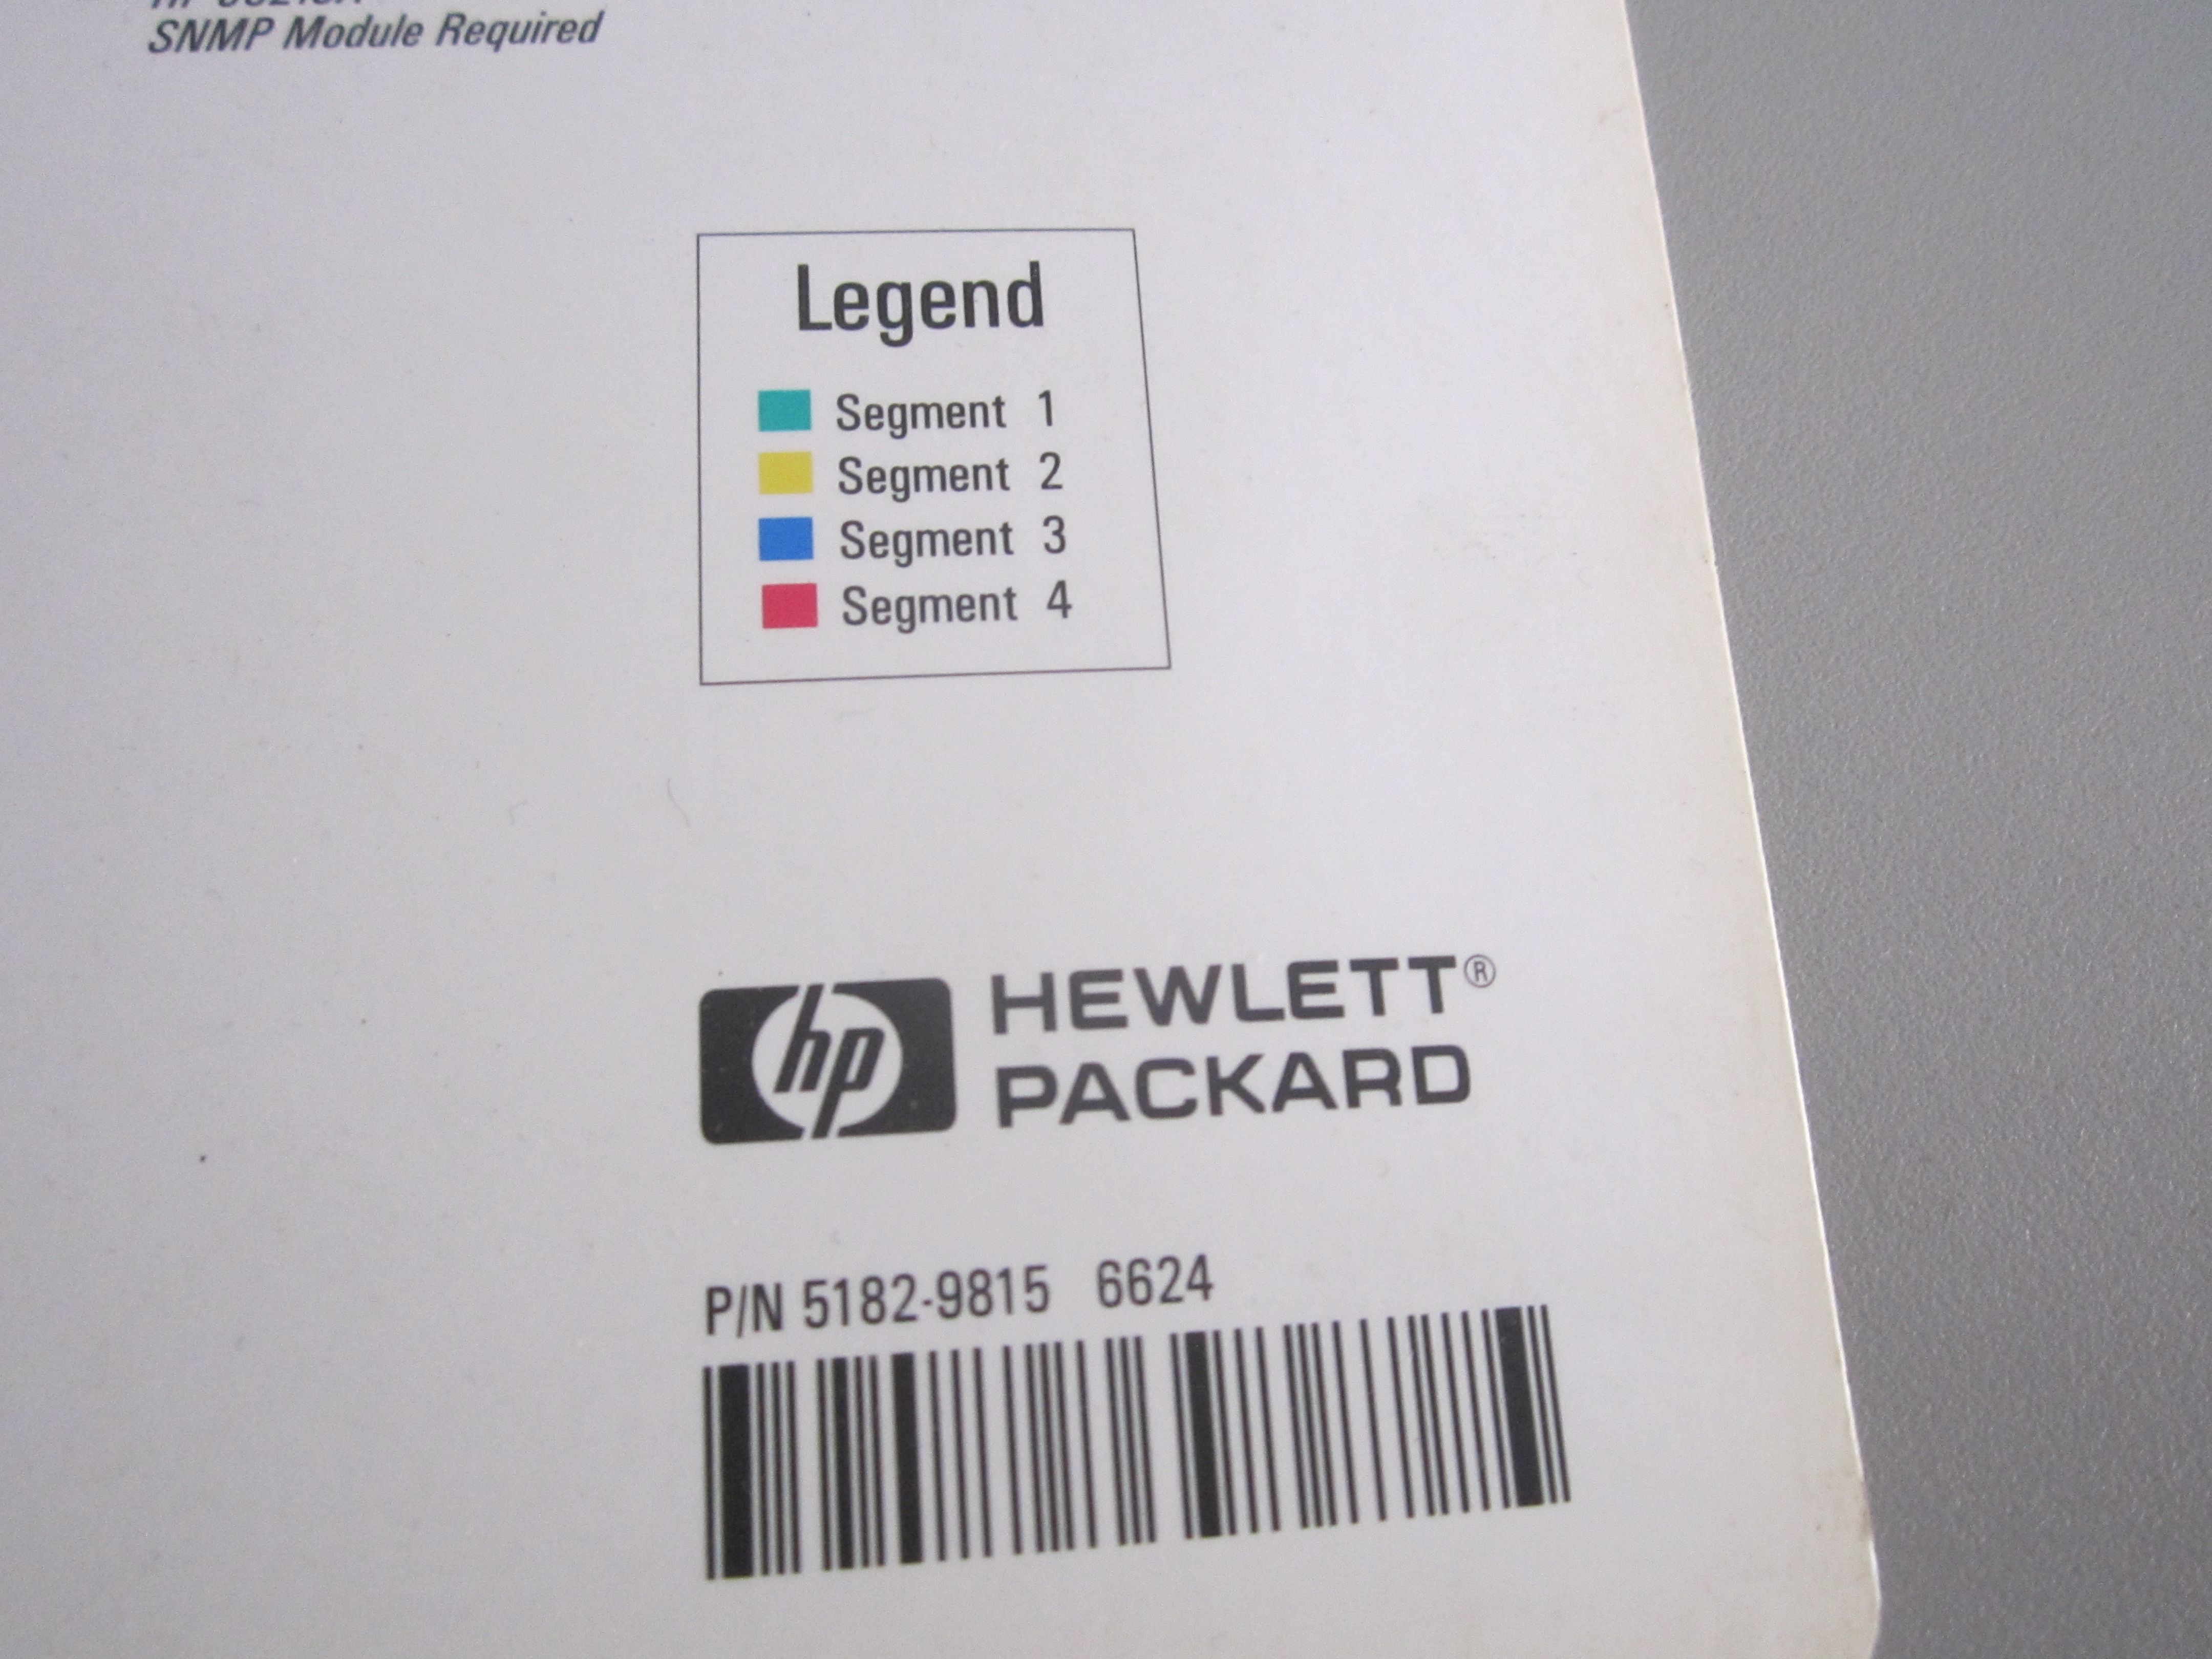 SNMP Module Required
Legend
Segment 1
Segment 2
Segment 3
Segment 4
hp HEWLETT®
PACKARD
P/N 5182-9815 6624